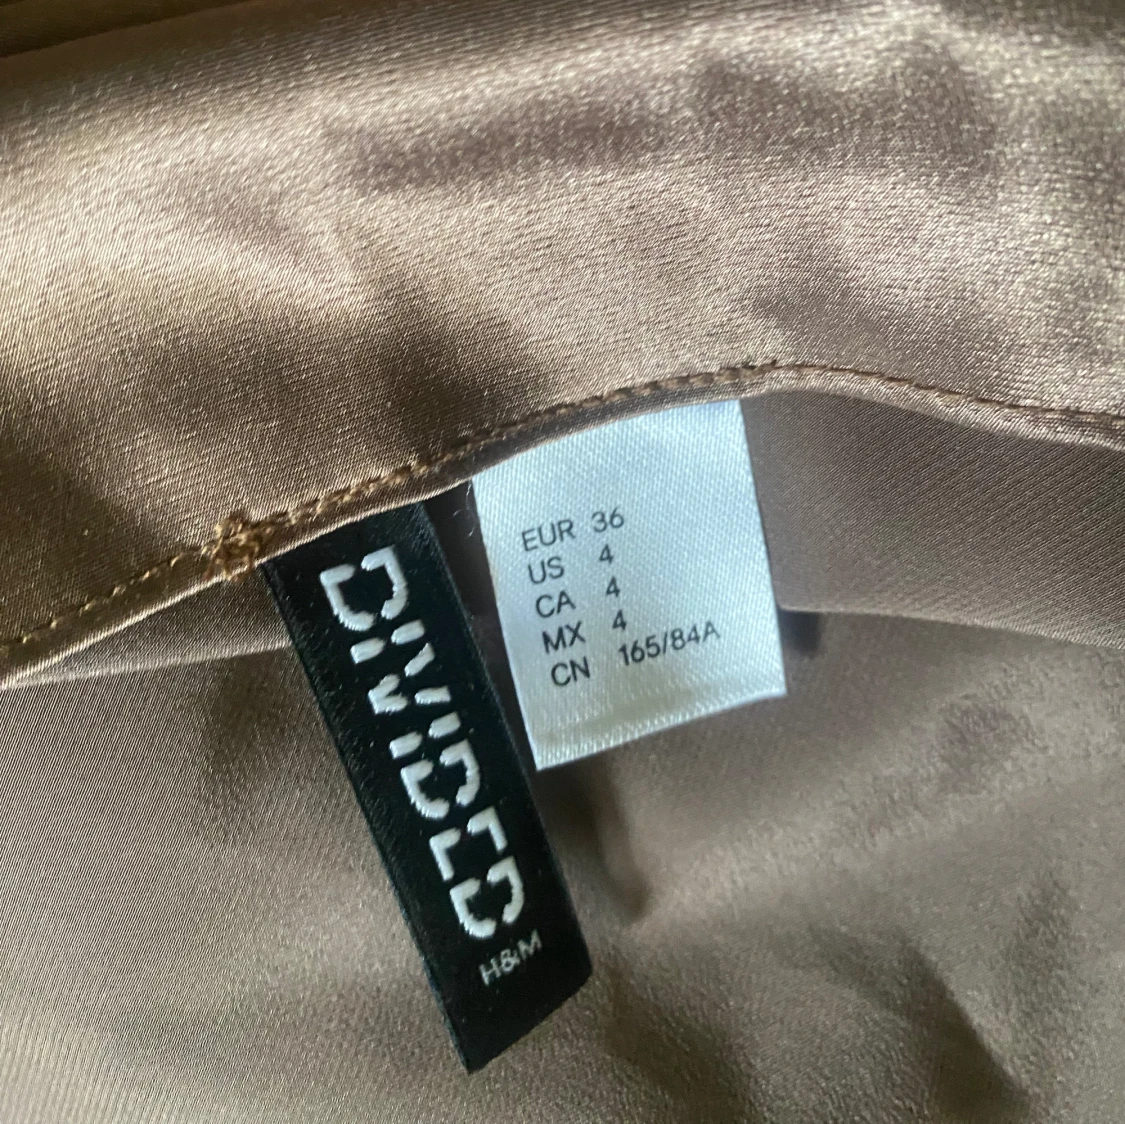 DIVIDED
H&M
EUR 36
US 4
CA 4
MX 4
CN 165/84A